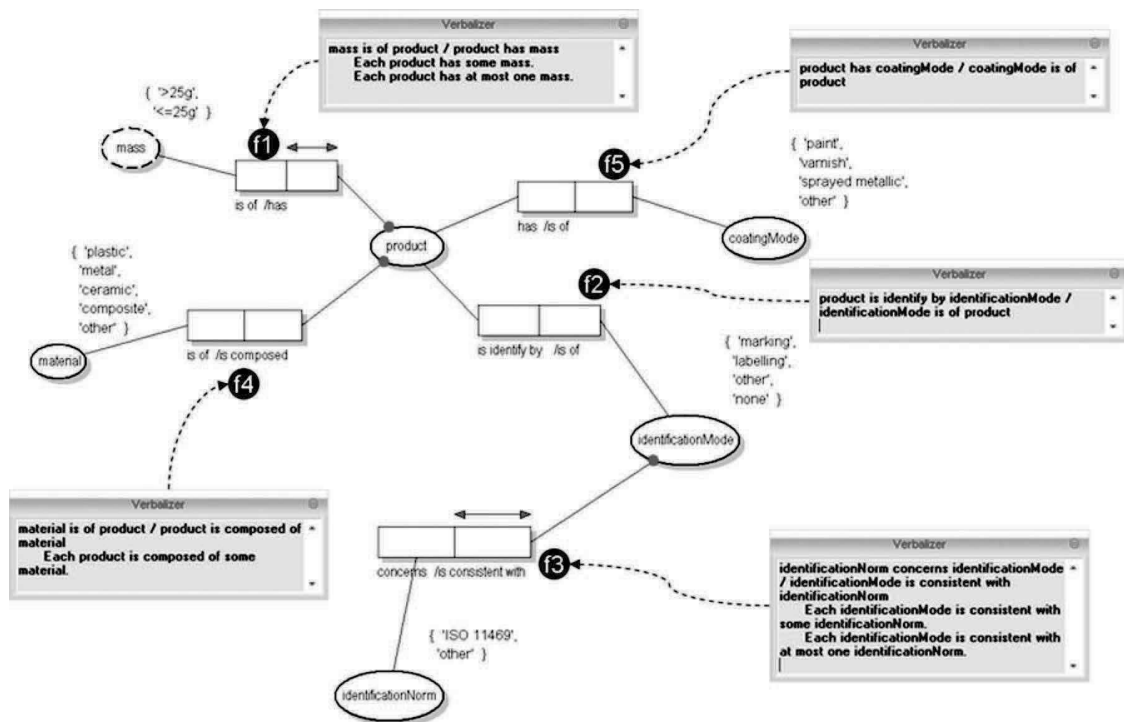 Verbalizer
mass is of product / product has mass
Each product has some mass.
Each product has at most one mass.
Verbalizer
product has coatingMode / coatingMode is of
product
{ '>25g',
'<=25g' }
mass
f1
is of /has
f5
has /is of
{ 'paint',
'varnish',
'sprayed metallic',
'other' }
coatingMode
product
{ 'plastic',
'metal',
'ceramic',
'composite',
'other' }
material
is of /is composed
f4
f2
is identify by /is of
Verbalizer
product is identify by identificationMode /
identificationMode is of product
{ 'marking',
'labelling',
'other',
'none' }
identificationMode
Verbalizer
material is of product / product is composed of
material
Each product is composed of some
material.
concerns /is consistent with
f3
Verbalizer
identificationNorm concerns identificationMode
/ identificationMode is consistent with
identificationNorm
Each identificationMode is consistent with
some identificationNorm.
Each identificationMode is consistent with
at most one identificationNorm.
{ 'ISO 11469',
'other' }
identificationNorm